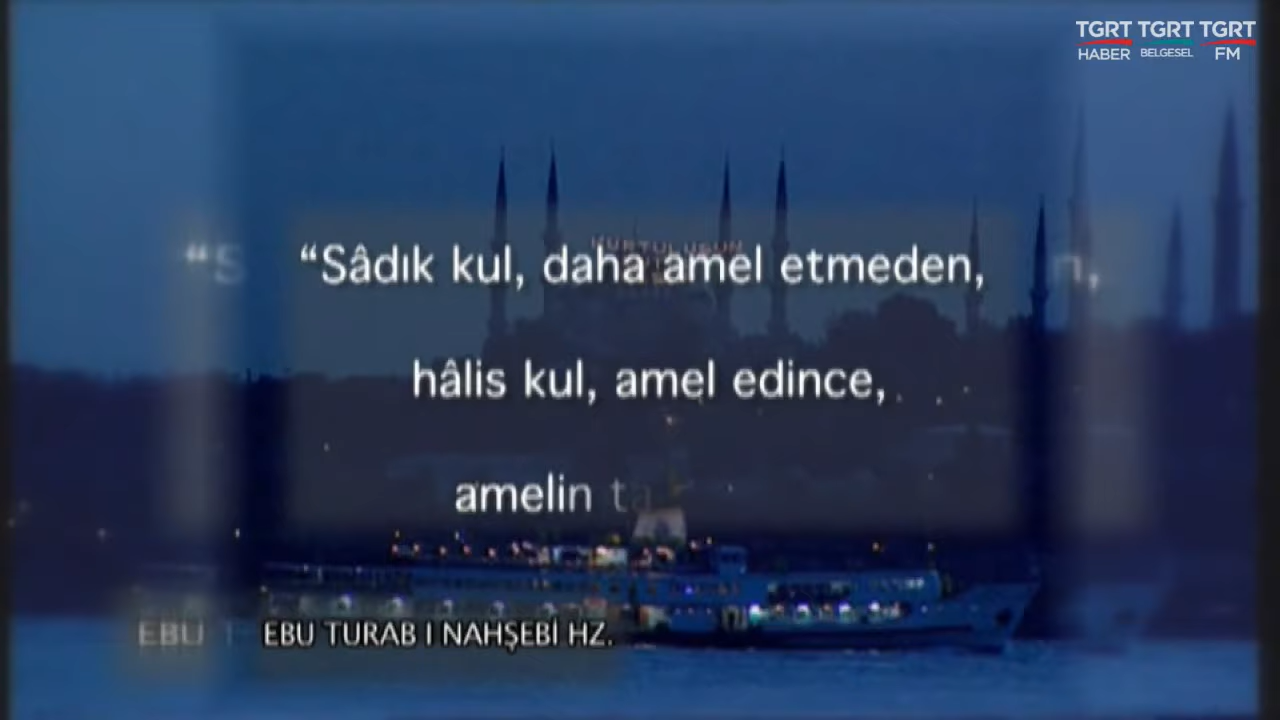 TGRT TGRT TGRT
HABER BELGESEL FM
“Sâdık kul, daha amel etmeden,
hâlis kul, amel edince,
amelin
EBU TURAB I NAHŞEBİ HZ.